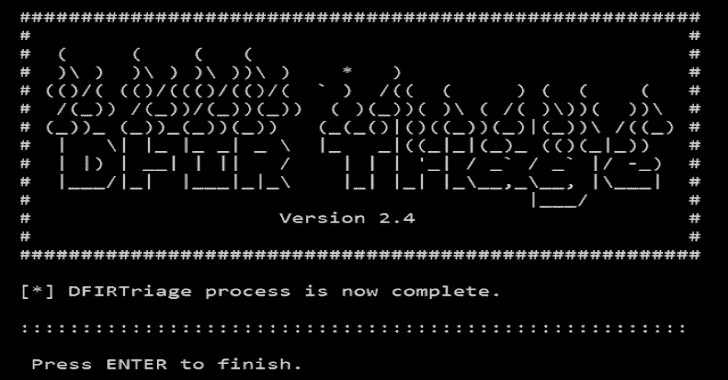 DFIR Triage
Version 2.4
[*] DFIRTriage process is now complete.
Press ENTER to finish.